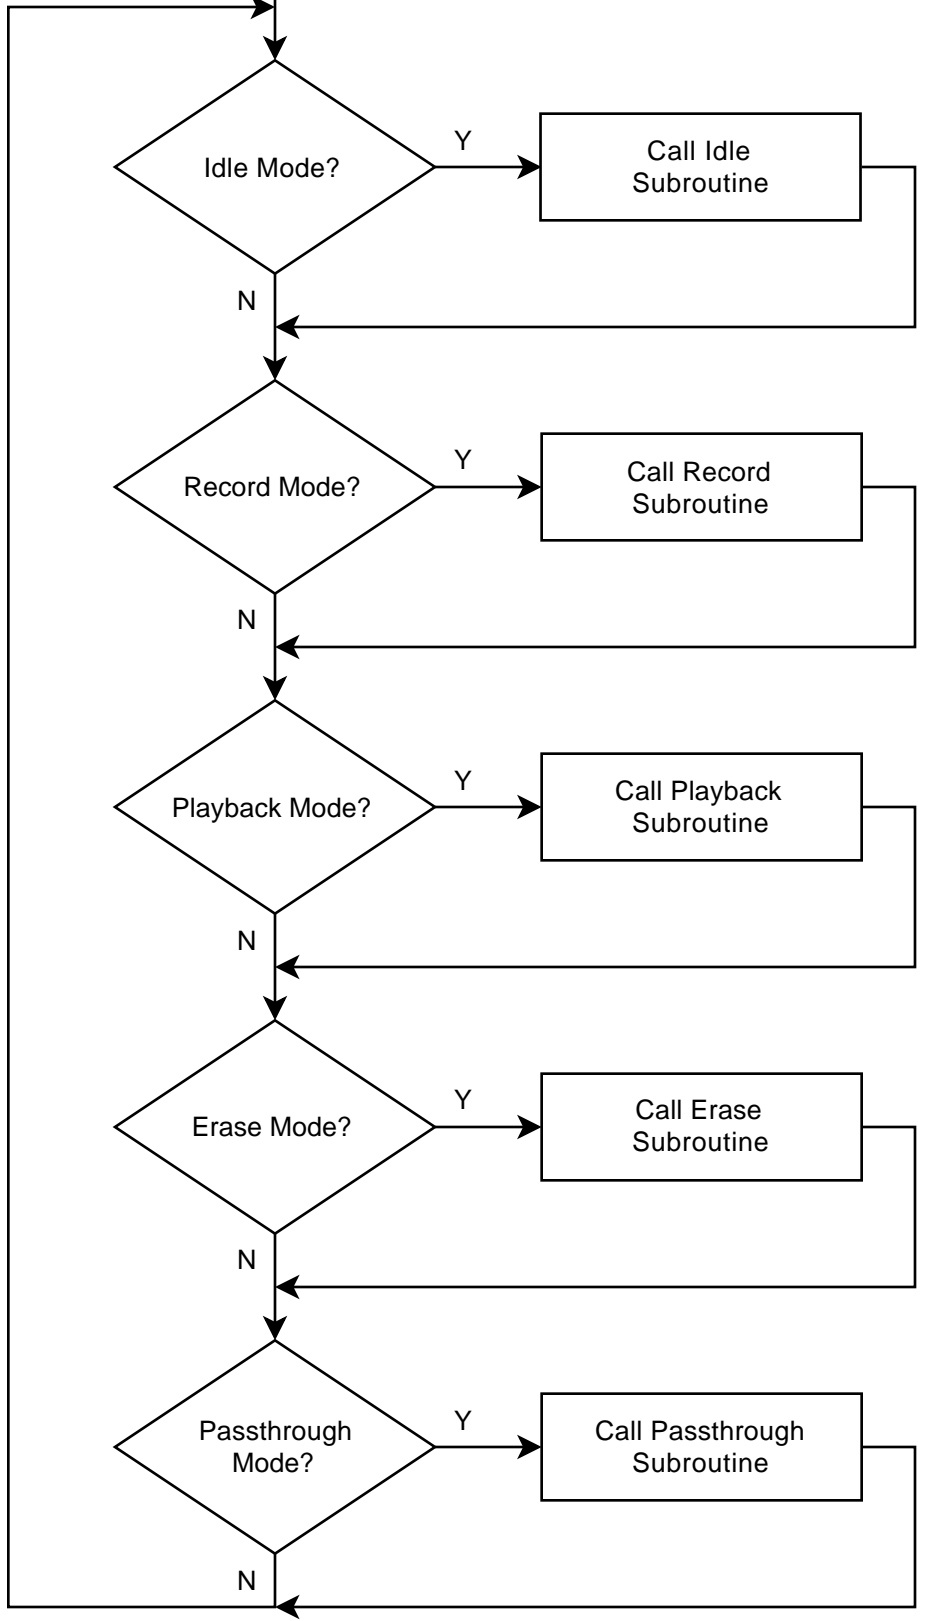 Y
Idle Mode?
Call Idle
Subroutine
N
Y
Record Mode?
Call Record
Subroutine
N
Y
Playback Mode?
Call Playback
Subroutine
N
Y
Erase Mode?
Call Erase
Subroutine
N
Y
Passthrough
Mode?
Call Passthrough
Subroutine
N